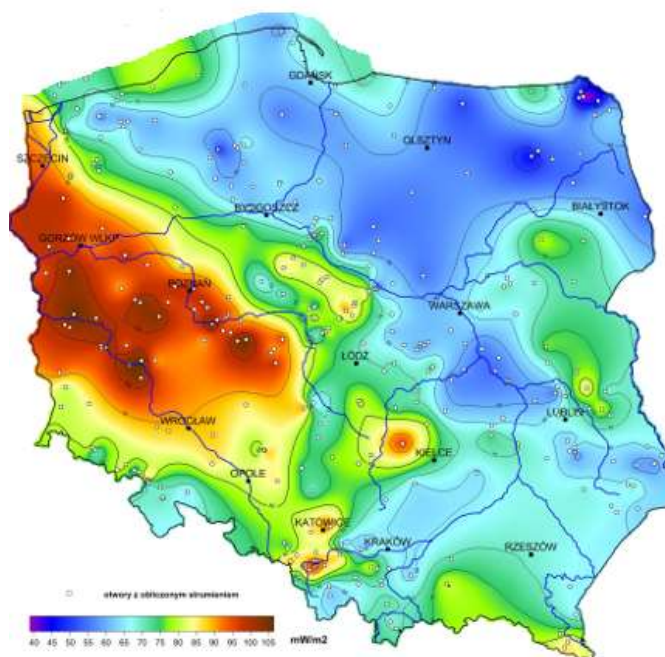 GDAŃSK
OLSZTYN
SZCZECIN
BYDGOSZCZ
BIAŁYSTOK
GORZÓW WLKP
POZNAŃ
WARSZAWA
ŁÓDŹ
LUBLIN
WROCŁAW
KIELCE
OPOLE
KATOWICE
KRAKÓW
RZESZÓW
otwory z obliczonym strumieniem
40 45 50 55 60 65 70 75 80 85 90 95 100 105 mW/m2